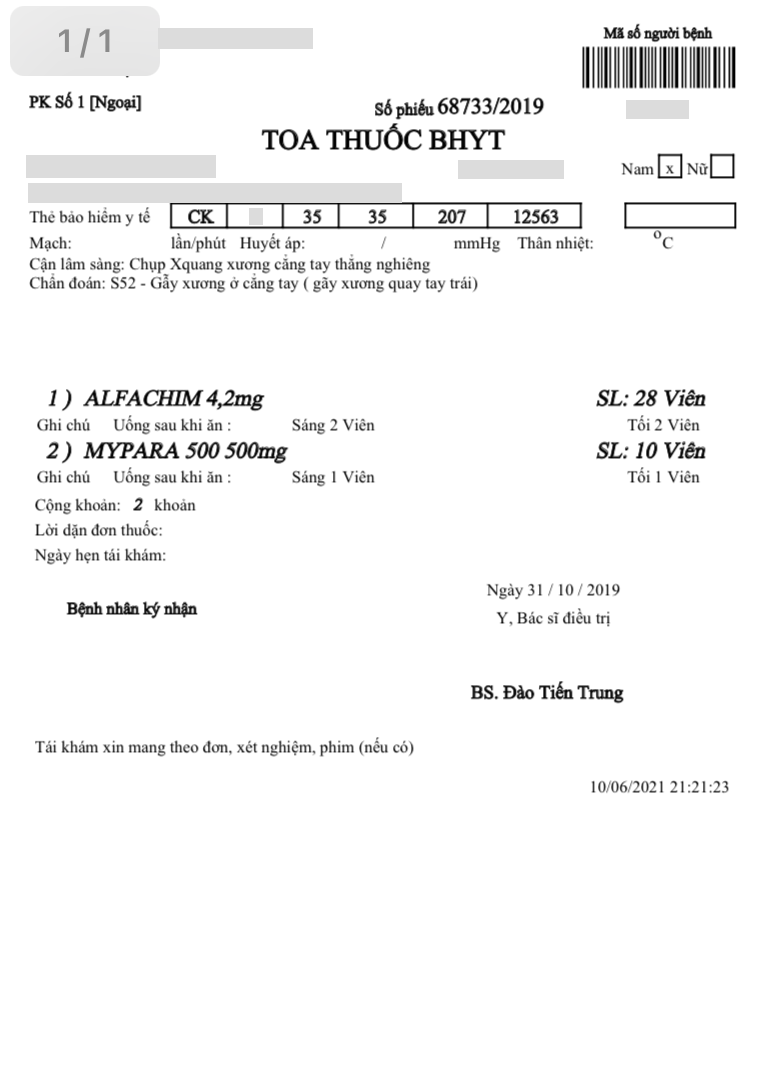 1/1
Mã số người bệnh
PK Số 1 [Ngoại]
Số phiếu 68733/2019
TOA THUỐC BHYT
Nam x Nữ
Thẻ bảo hiểm y tế CK 35 35 207 12563
Mạch: lần/phút Huyết áp: / mmHg Thân nhiệt: °C
Cận lâm sàng: Chụp Xquang xương cẳng tay thẳng nghiêng
Chẩn đoán: S52 - Gẫy xương ở cẳng tay ( gãy xương quay tay trái)
1 ) ALFACHIM 4,2mg SL: 28 Viên
Ghi chú Uống sau khi ăn : Sáng 2 Viên Tối 2 Viên
2 ) MYPARA 500 500mg SL: 10 Viên
Ghi chú Uống sau khi ăn : Sáng 1 Viên Tối 1 Viên
Cộng khoản: 2 khoản
Lời dặn đơn thuốc:
Ngày hẹn tái khám:
Ngày 31 / 10 / 2019
Bệnh nhân ký nhận
Y, Bác sĩ điều trị
BS. Đào Tiến Trung
Tái khám xin mang theo đơn, xét nghiệm, phim (nếu có)
10/06/2021 21:21:23